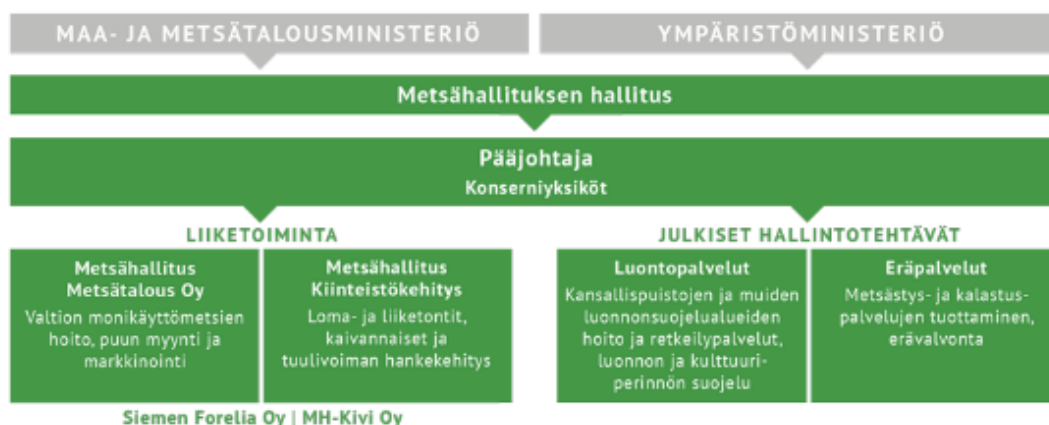 MAA- JA METSÄTALOUSMINISTERIÖ
YMPÄRISTÖMINISTERIÖ
Metsähallituksen hallitus
Pääjohtaja
Konserniyksiköt
LIIKETOIMINTA
JULKISET HALLINTOTEHTÄVÄT
Metsähallitus
Metsätalous Oy
Valtion monikäyttömetsien
hoito, puun myynti ja
markkinointi
Metsähallitus
Kiinteistökehitys
Loma- ja liiketontit,
kaivannaiset ja
tuulivoiman hankekehitys
Luontopalvelut
Kansallispuistojen ja muiden
luonnonsuojelualueiden
hoito ja retkeilypalvelut,
luonnon ja kulttuuri-
perinnön suojelu
Eräpalvelut
Metsästys- ja kalastus-
palvelujen tuottaminen,
erävalvonta
Siemen Forelia Oy | MH-Kivi Oy